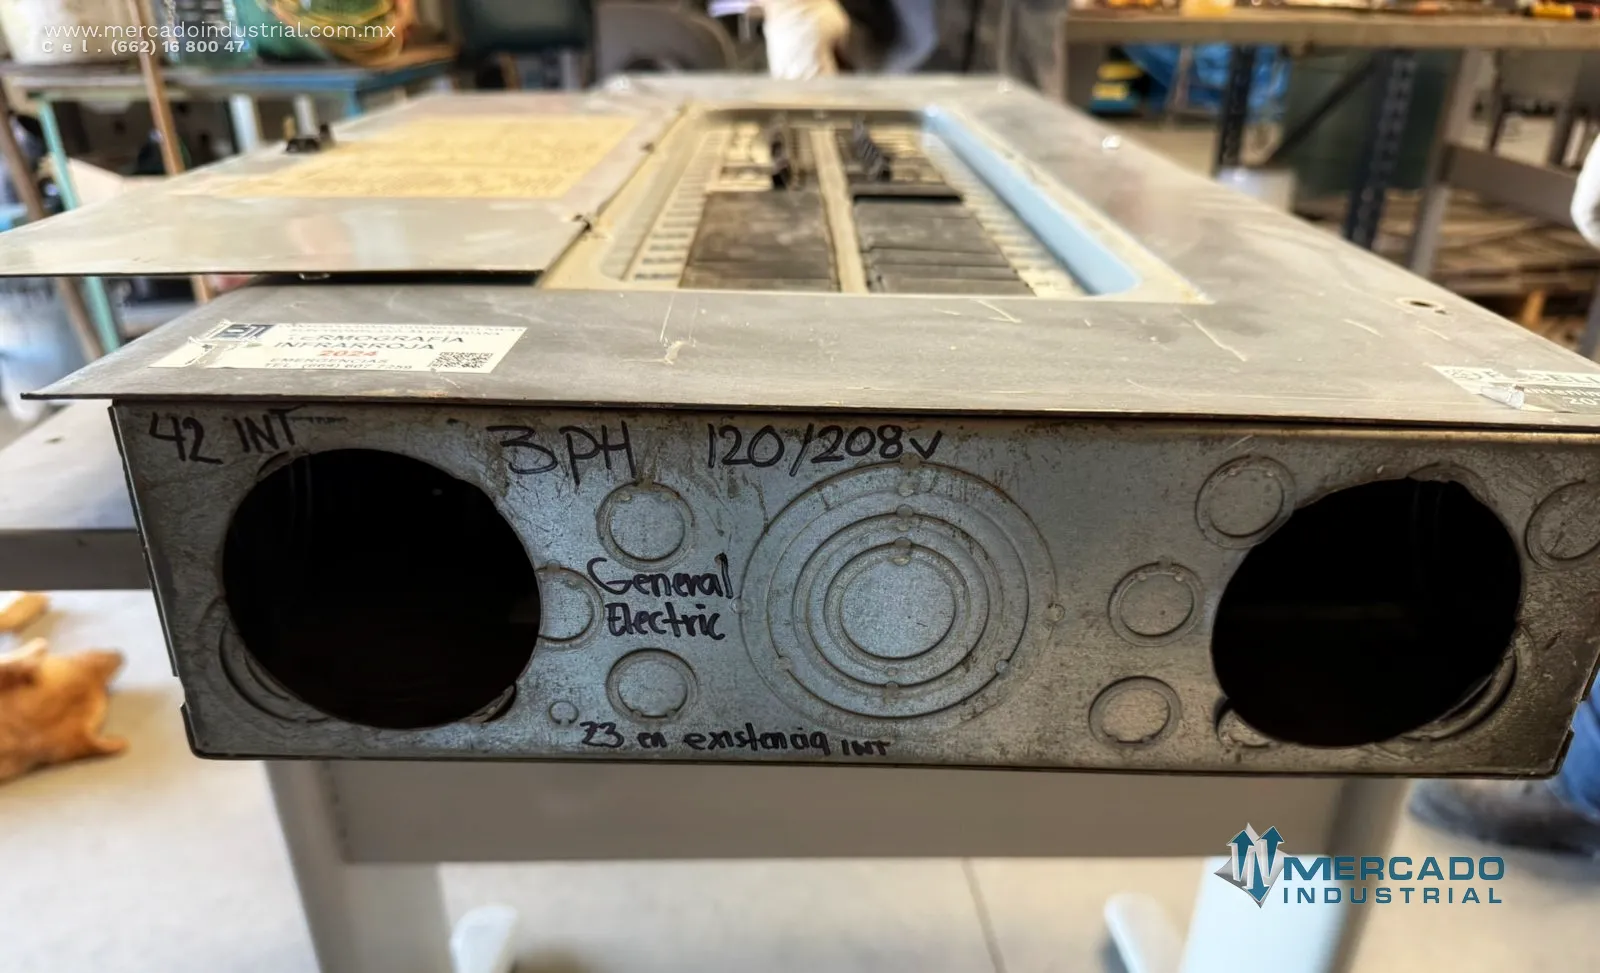 www.mercadoindustrial.com.mx
Cel. (662) 16 800 47
TERMOGRAFÍA
INFRARROJA
2024
EMERGENCIAS
42 INT
3PH 120/208V
General
Electric
23 en existencia INT
MERCADO
INDUSTRIAL